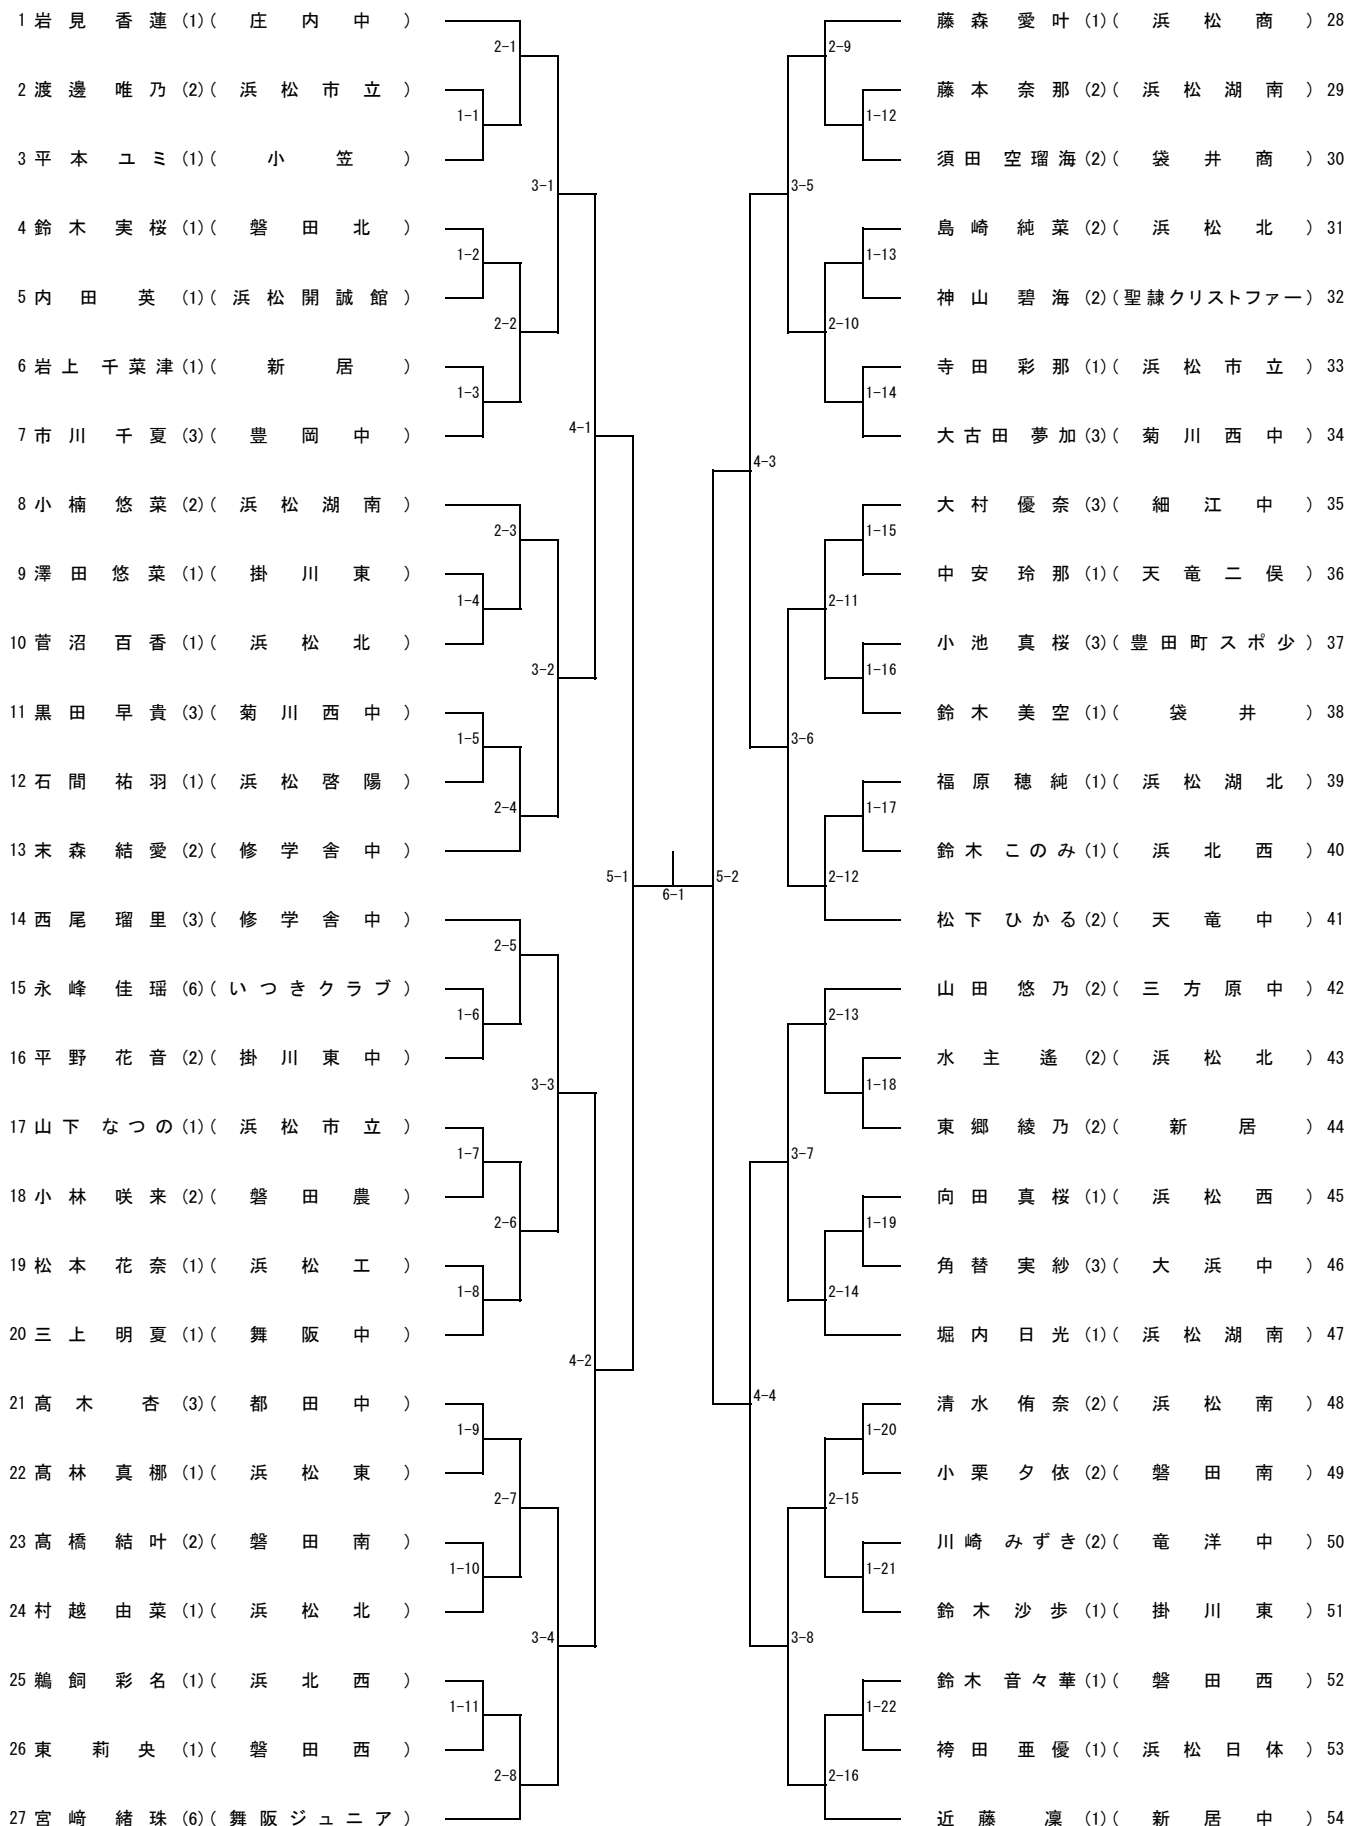 1 岩見 香蓮 (1) ( 庄内中 )
2 渡邊 唯乃 (2) ( 浜松市立 )
3 平本 ユミ (1) ( 小笠 )
4 鈴木 実桜 (1) ( 磐田北 )
5 内田 英 (1) ( 浜松開誠館 )
6 岩上 千菜津 (1) ( 新居 )
7 市川 千夏 (3) ( 豊岡中 )
8 小楠 悠菜 (2) ( 浜松湖南 )
9 澤田 悠菜 (1) ( 掛川東 )
10 菅沼 百香 (1) ( 浜松北 )
11 黒田 早貴 (3) ( 菊川西中 )
12 石間 祐羽 (1) ( 浜松啓陽 )
13 末森 結愛 (2) ( 修学舎中 )
14 西尾 瑠里 (3) ( 修学舎中 )
15 永峰 佳瑶 (6) ( いつきクラブ )
16 平野 花音 (2) ( 掛川東中 )
17 山下 なつの (1) ( 浜松市立 )
18 小林 咲来 (2) ( 磐田農 )
19 松本 花奈 (1) ( 浜松工 )
20 三上 明夏 (1) ( 舞阪中 )
21 髙木 杏 (3) ( 都田中 )
22 髙林 真梛 (1) ( 浜松東 )
23 髙橋 結叶 (2) ( 磐田南 )
24 村越 由菜 (1) ( 浜松北 )
25 鵜飼 彩名 (1) ( 浜北西 )
26 東 莉央 (1) ( 磐田西 )
27 宮﨑 緒珠 (6) ( 舞阪ジュニア )
2-1
1-1
3-1
1-2
2-2
1-3
4-1
2-3
1-4
3-2
1-5
2-4
5-1
2-5
1-6
3-3
1-7
2-6
1-8
4-2
1-9
2-7
1-10
3-4
1-11
2-8
6-1
2-9
1-12
3-5
1-13
2-10
1-14
4-3
1-15
2-11
1-16
3-6
1-17
2-12
5-2
2-13
1-18
3-7
1-19
2-14
4-4
1-20
2-15
1-21
3-8
1-22
2-16
藤森 愛叶 (1) ( 浜松商 ) 28
藤本 奈那 (2) ( 浜松湖南 ) 29
須田 空瑠海 (2) ( 袋井商 ) 30
島崎 純菜 (2) ( 浜松北 ) 31
神山 碧海 (2) ( 聖隷クリストファー ) 32
寺田 彩那 (1) ( 浜松市立 ) 33
大古田 夢加 (3) ( 菊川西中 ) 34
大村 優奈 (3) ( 細江中 ) 35
中安 玲那 (1) ( 天竜二俣 ) 36
小池 真桜 (3) ( 豊田町スポ少 ) 37
鈴木 美空 (1) ( 袋井 ) 38
福原 穂純 (1) ( 浜松湖北 ) 39
鈴木 このみ (1) ( 浜北西 ) 40
松下 ひかる (2) ( 天竜中 ) 41
山田 悠乃 (2) ( 三方原中 ) 42
水主 遙 (2) ( 浜松北 ) 43
東郷 綾乃 (2) ( 新居 ) 44
向田 真桜 (1) ( 浜松西 ) 45
角替 実紗 (3) ( 大浜中 ) 46
堀内 日光 (1) ( 浜松湖南 ) 47
清水 侑奈 (2) ( 浜松南 ) 48
小栗 夕依 (2) ( 磐田南 ) 49
川崎 みずき (2) ( 竜洋中 ) 50
鈴木 沙歩 (1) ( 掛川東 ) 51
鈴木 音々華 (1) ( 磐田西 ) 52
袴田 亜優 (1) ( 浜松日体 ) 53
近藤 凜 (1) ( 新居中 ) 54